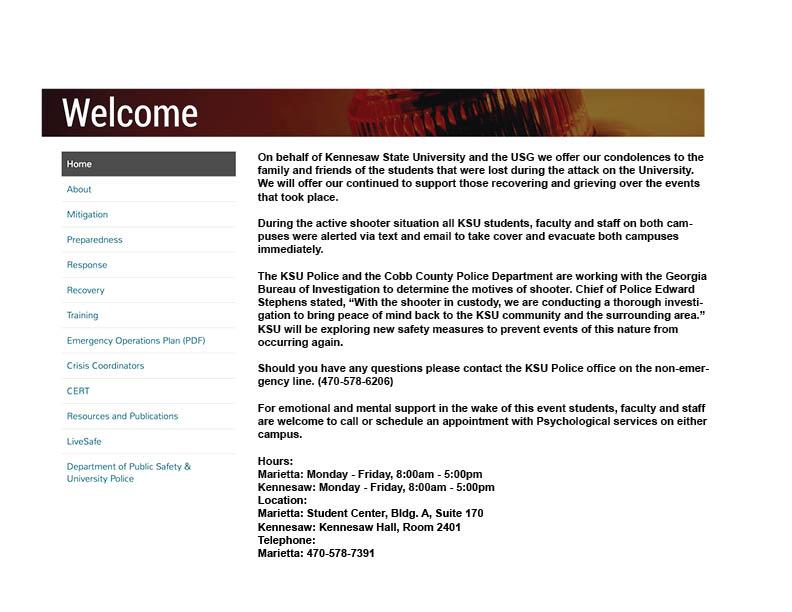 Welcome
Home
About
Mitigation
Preparedness
Response
Recovery
Training
Emergency Operations Plan (PDF)
Crisis Coordinators
CERT
Resources and Publications
LiveSafe
Department of Public Safety &
University Police
On behalf of Kennesaw State University and the USG we offer our condolences to the
family and friends of the students that were lost during the attack on the University.
We will offer our continued to support those recovering and grieving over the events
that took place.
During the active shooter situation all KSU students, faculty and staff on both cam-
puses were alerted via text and email to take cover and evacuate both campuses
immediately.
The KSU Police and the Cobb County Police Department are working with the Georgia
Bureau of Investigation to determine the motives of shooter. Chief of Police Edward
Stephens stated, “With the shooter in custody, we are conducting a thorough investi-
gation to bring peace of mind back to the KSU community and the surrounding area.”
KSU will be exploring new safety measures to prevent events of this nature from
occurring again.
Should you have any questions please contact the KSU Police office on the non-emer-
gency line. (470-578-6206)
For emotional and mental support in the wake of this event students, faculty and staff
are welcome to call or schedule an appointment with Psychological services on either
campus.
Hours:
Marietta: Monday - Friday, 8:00am - 5:00pm
Kennesaw: Monday - Friday, 8:00am - 5:00pm
Location:
Marietta: Student Center, Bldg. A, Suite 170
Kennesaw: Kennesaw Hall, Room 2401
Telephone:
Marietta: 470-578-7391